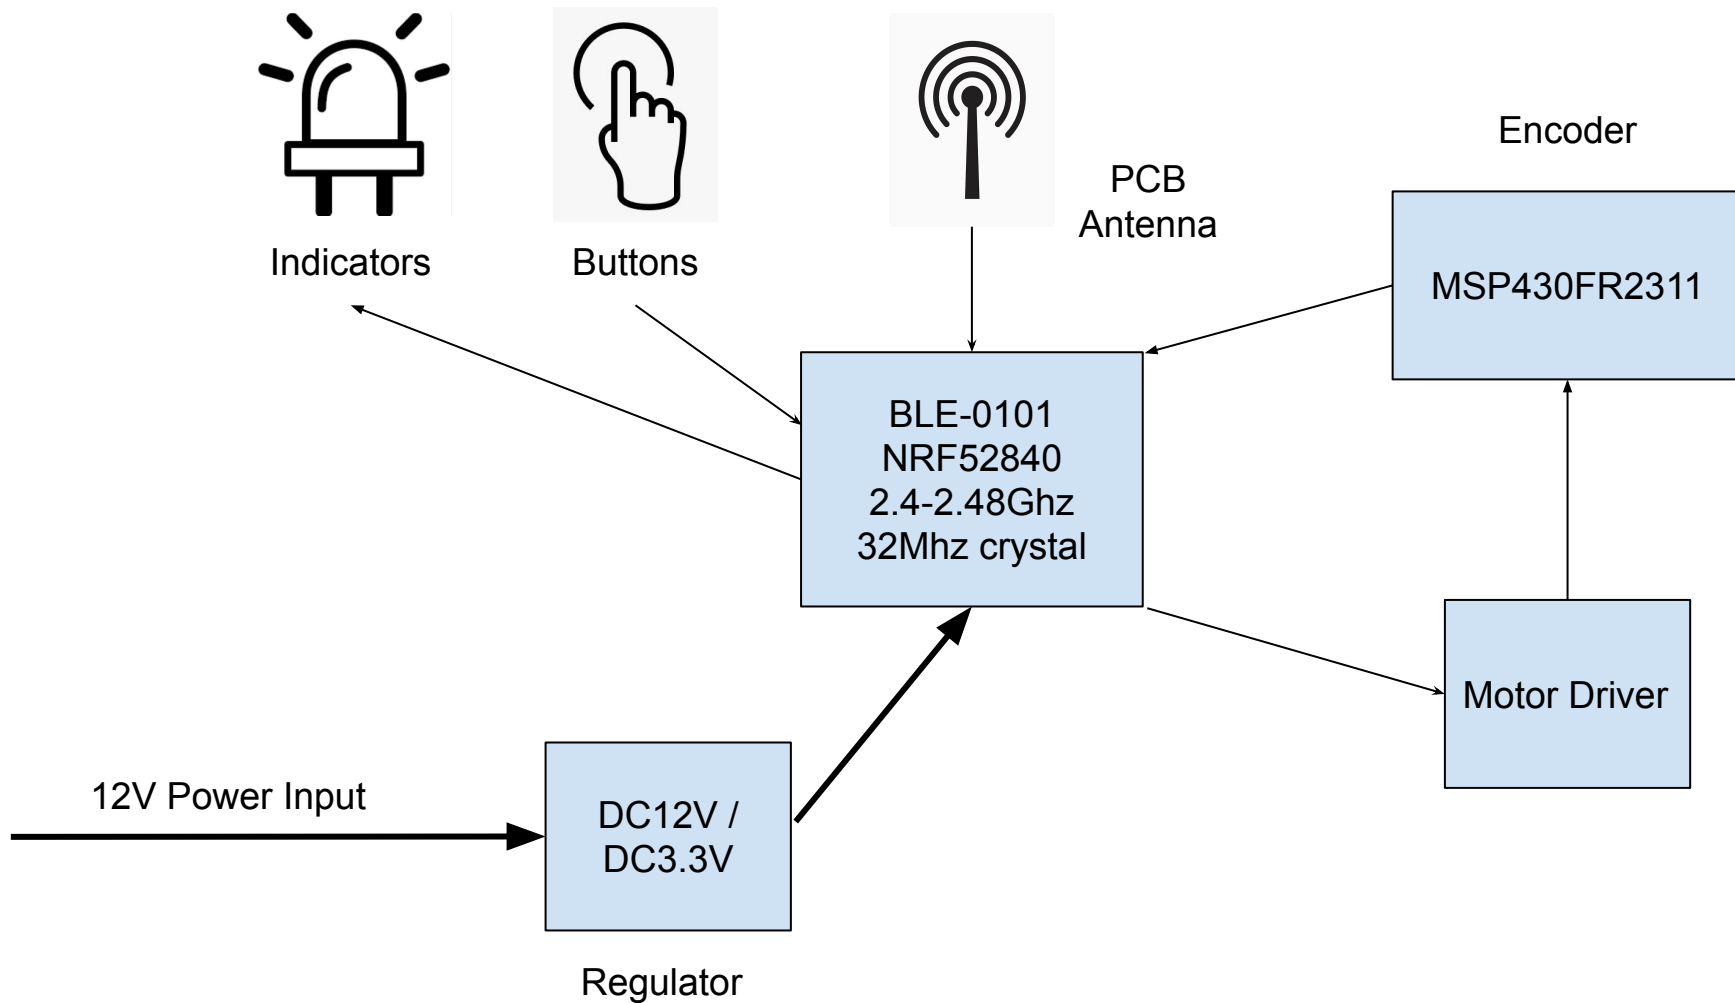 Indicators
Buttons
PCB
Antenna
Encoder
MSP430FR2311
BLE-0101
NRF52840
2.4-2.48Ghz
32Mhz crystal
Motor Driver
12V Power Input
DC12V /
DC3.3V
Regulator